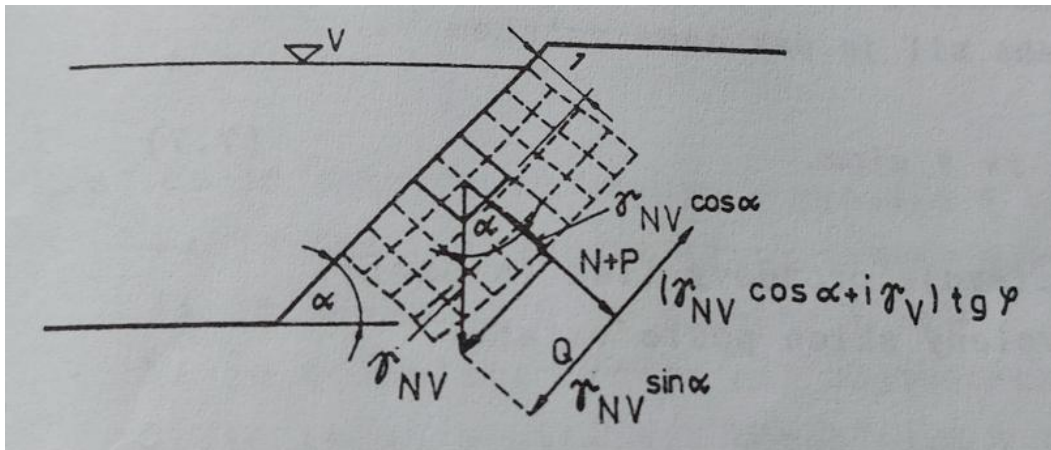 V
1
α
γNV cosα
N+P
(γNV cosα+iγV)tg φ
α
γNV
Q
γNV sinα